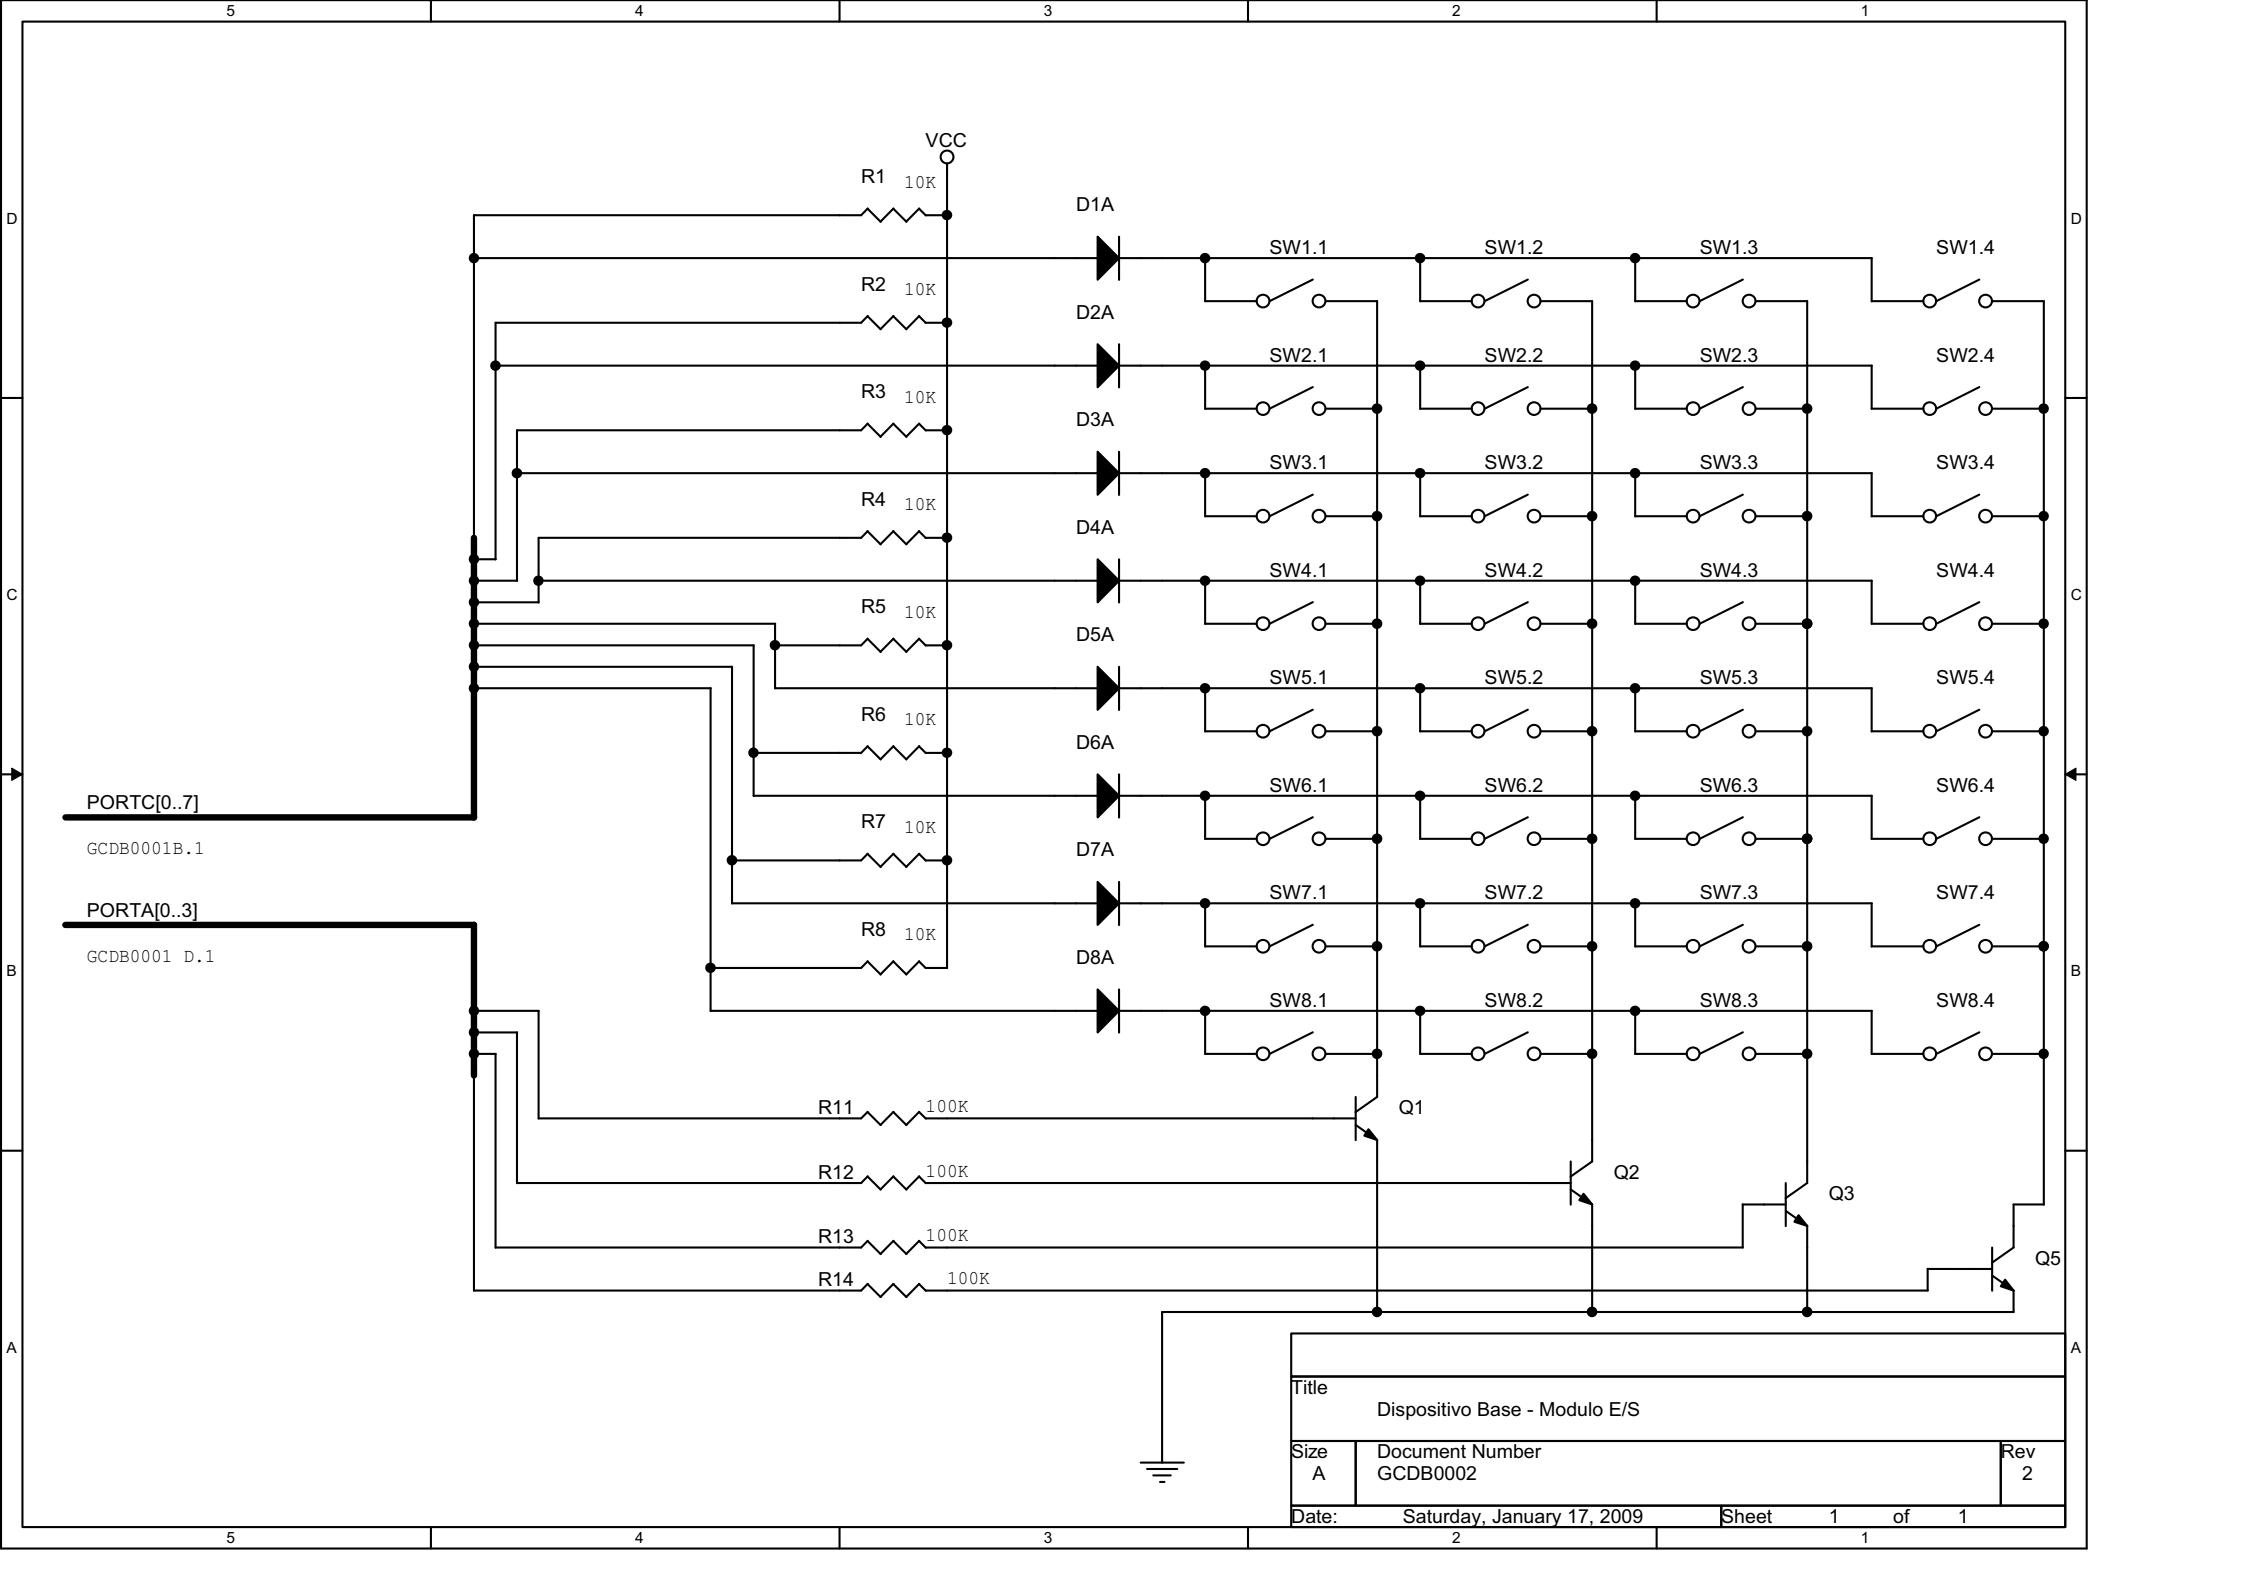 5 4 3 2 1
VCC
R1 10K
D1A
D D
SW1.1 SW1.2 SW1.3 SW1.4
R2 10K
D2A
SW2.1 SW2.2 SW2.3 SW2.4
R3 10K
D3A
SW3.1 SW3.2 SW3.3 SW3.4
R4 10K
D4A
SW4.1 SW4.2 SW4.3 SW4.4
C C
R5 10K
D5A
SW5.1 SW5.2 SW5.3 SW5.4
R6 10K
D6A
SW6.1 SW6.2 SW6.3 SW6.4
PORTC[0..7]
R7 10K
GCDB0001B.1
D7A
SW7.1 SW7.2 SW7.3 SW7.4
PORTA[0..3]
R8 10K
GCDB0001 D.1
D8A
B B
SW8.1 SW8.2 SW8.3 SW8.4
R11 100K Q1
R12 100K Q2
Q3
R13 100K
Q5
R14 100K
A A
Title
Dispositivo Base - Modulo E/S
Size Document Number Rev
A GCDB0002 2
Date: Saturday, January 17, 2009 Sheet 1 of 1
5 4 3 2 1